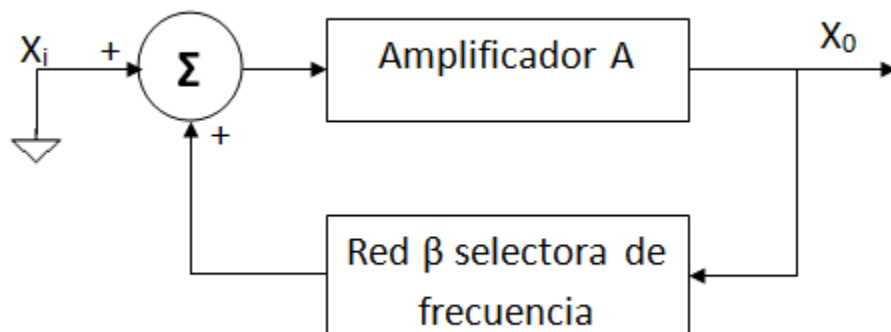 X₀
Xi + Σ Amplificador A
+
Red β selectora de
frecuencia